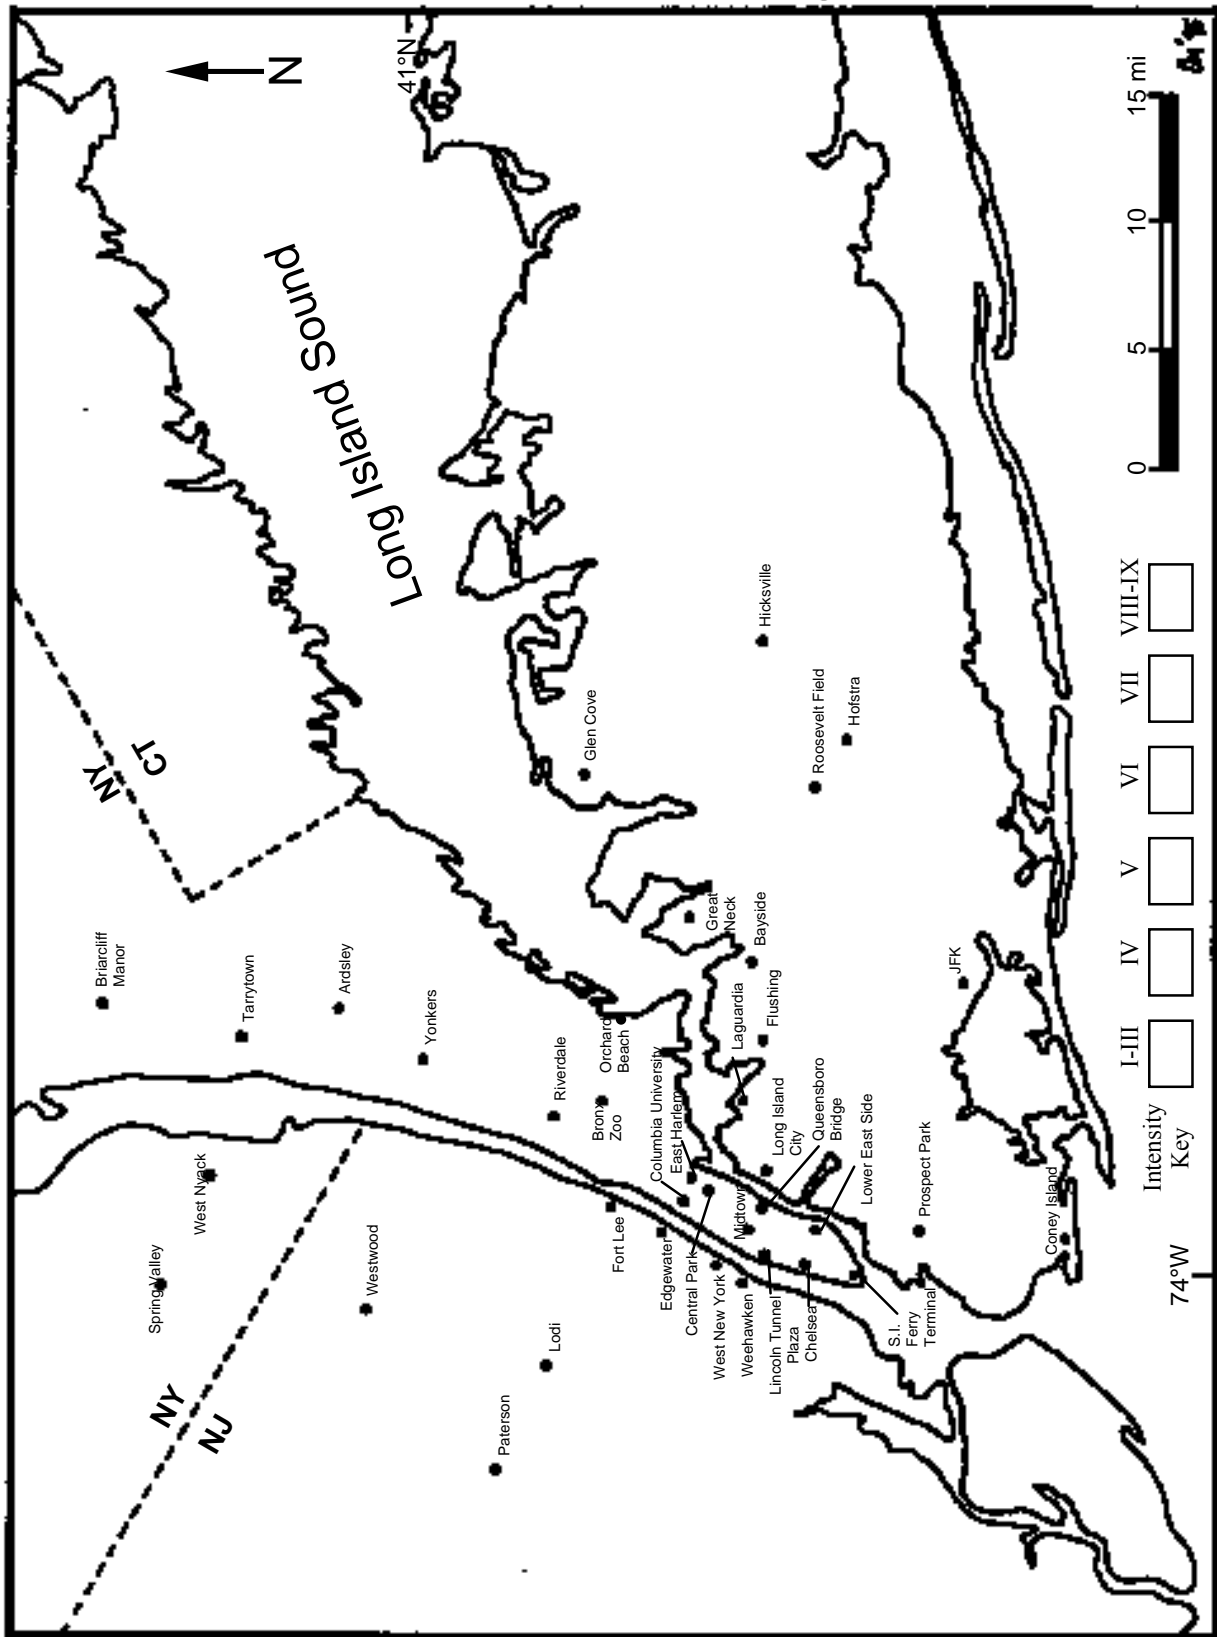 N
41°N
Long Island Sound
NY
CT
Briarcliff
Manor
Tarrytown
Ardsley
Yonkers
Glen Cove
Hicksville
Roosevelt Field
Hofstra
Great
Neck
Bayside
Flushing
Laguardia
JFK
Orchard
Beach
Riverdale
Bronx
Zoo
Columbia University
East Harlem
Long Island
City
Queensboro
Bridge
Lower East Side
Prospect Park
Coney Island
West Nyack
Spring Valley
Westwood
NY
NJ
Lodi
Paterson
Fort Lee
Edgewater
Central Park
West New York
Midtown
Weehawken
Lincoln Tunnel
Plaza
Chelsea
S.I.
Ferry
Terminal
74°W
Intensity
Key
I-III
IV
V
VI
VII
VIII-IX
0
5
10
15 mi